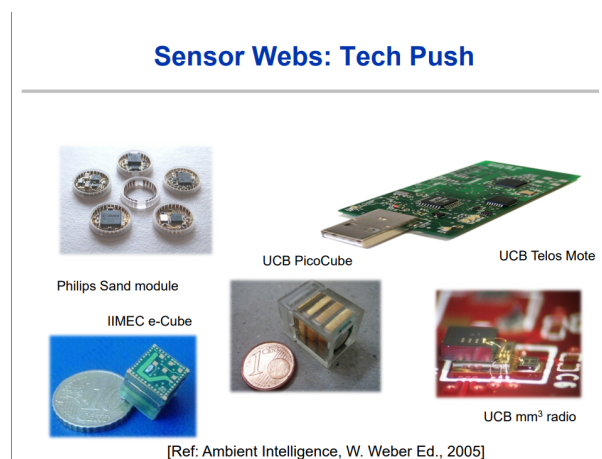 Sensor Webs: Tech Push
UCB PicoCube
UCB Telos Mote
Philips Sand module
IIMEC e-Cube
1
UCB mm³ radio
[Ref: Ambient Intelligence, W. Weber Ed., 2005]